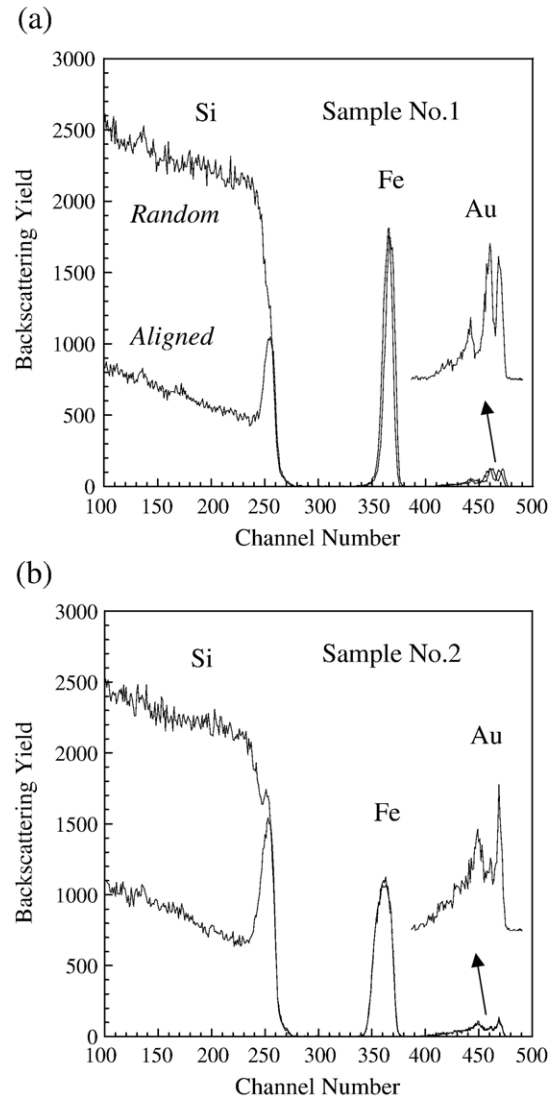 (a)
3000
2500
2000
1500
1000
500
0
Backscattering Yield
Si
Sample No.1
Fe
Au
Random
Aligned
100 150 200 250 300 350 400 450 500
Channel Number
(b)
3000
2500
2000
1500
1000
500
0
Backscattering Yield
Si
Sample No.2
Fe
Au
100 150 200 250 300 350 400 450 500
Channel Number